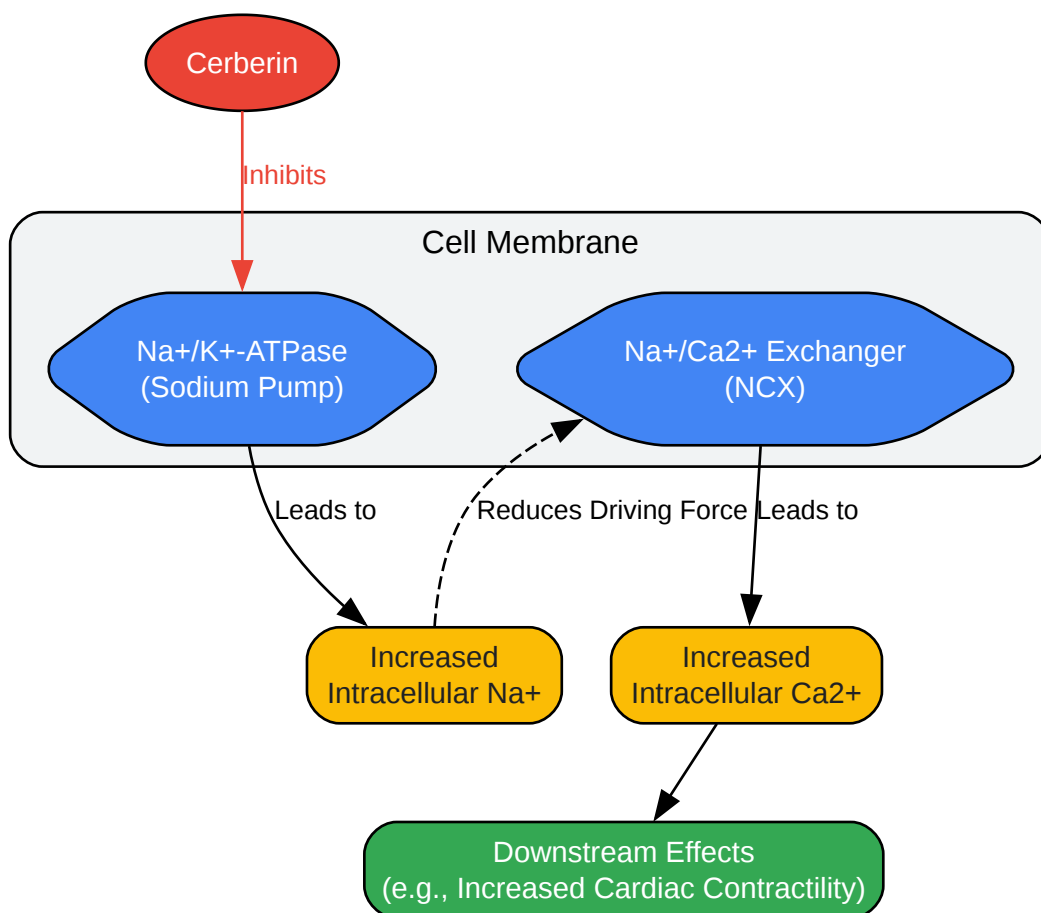 Cerberin
Inhibits
Cell Membrane
Na+/K+-ATPase
(Sodium Pump)
Na+/Ca2+ Exchanger
(NCX)
Leads to
Reduces Driving Force
Leads to
Increased
Intracellular Na+
Increased
Intracellular Ca2+
Downstream Effects
(e.g., Increased Cardiac Contractility)